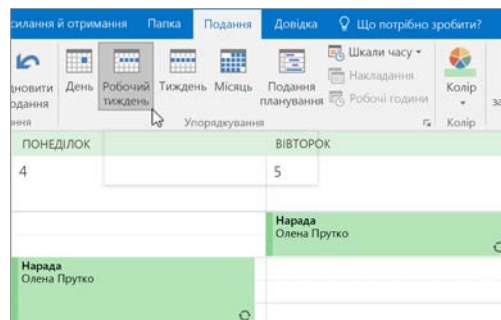 силання й отримання Папка Подання Довідка Що потрібно зробити?
новити
одання
День
Робочий
тиждень
Тиждень
Місяць
Подання
планування
Шкали часу
Накладання
Робочі години
Колір
Упорядкування
Колір
ПОНЕДІЛОК ВІВТОРОК
4 5
Нарада
Олена Прутко
Нарада
Олена Прутко